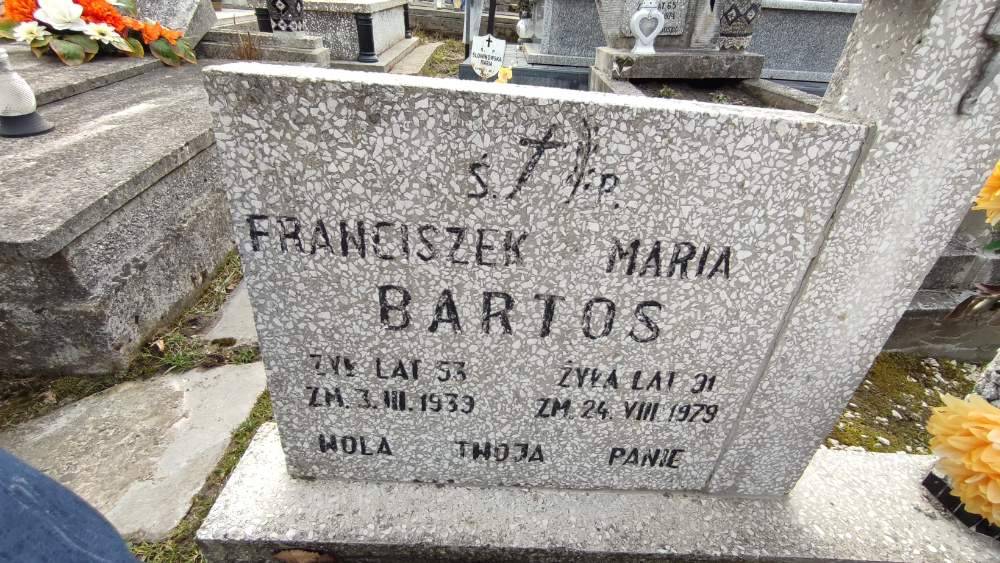 Ś. P.
FRANCISZEK MARIA
BARTOS
ŻYŁ LAT 53 ŻYŁA LAT 91
ZM. 3. III. 1939 ZM. 24. VIII 1979
WOLA TWOJA PANIE